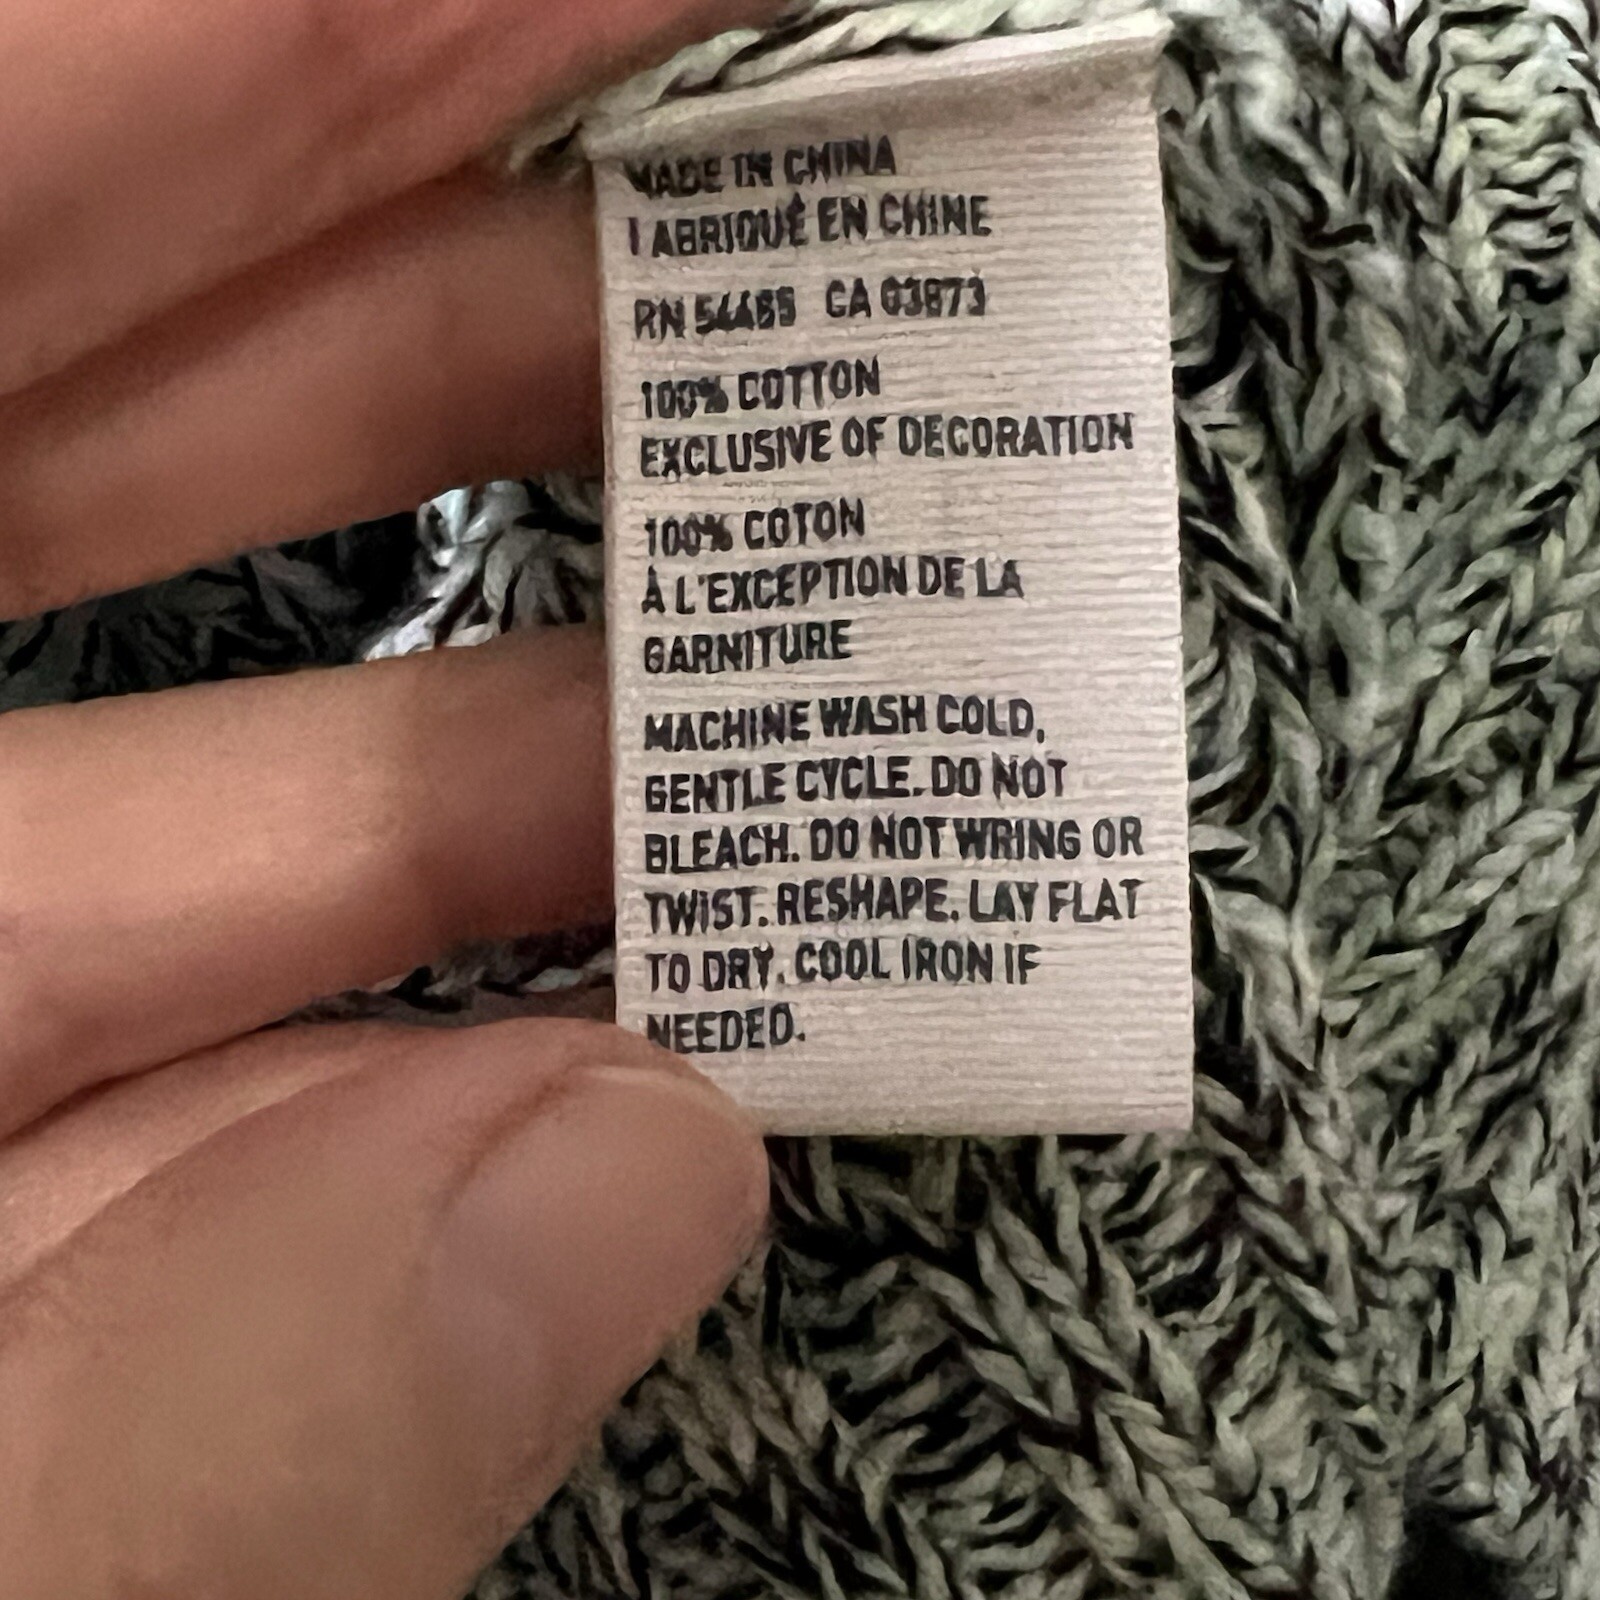 MADE IN CHINA
FABRIQUÉ EN CHINE
RN 54485 CA 03873
100% COTTON
EXCLUSIVE OF DECORATION
100% COTON
À L'EXCEPTION DE LA
GARNITURE
MACHINE WASH COLD,
GENTLE CYCLE. DO NOT
BLEACH. DO NOT WRING OR
TWIST. RESHAPE. LAY FLAT
TO DRY. COOL IRON IF
NEEDED.